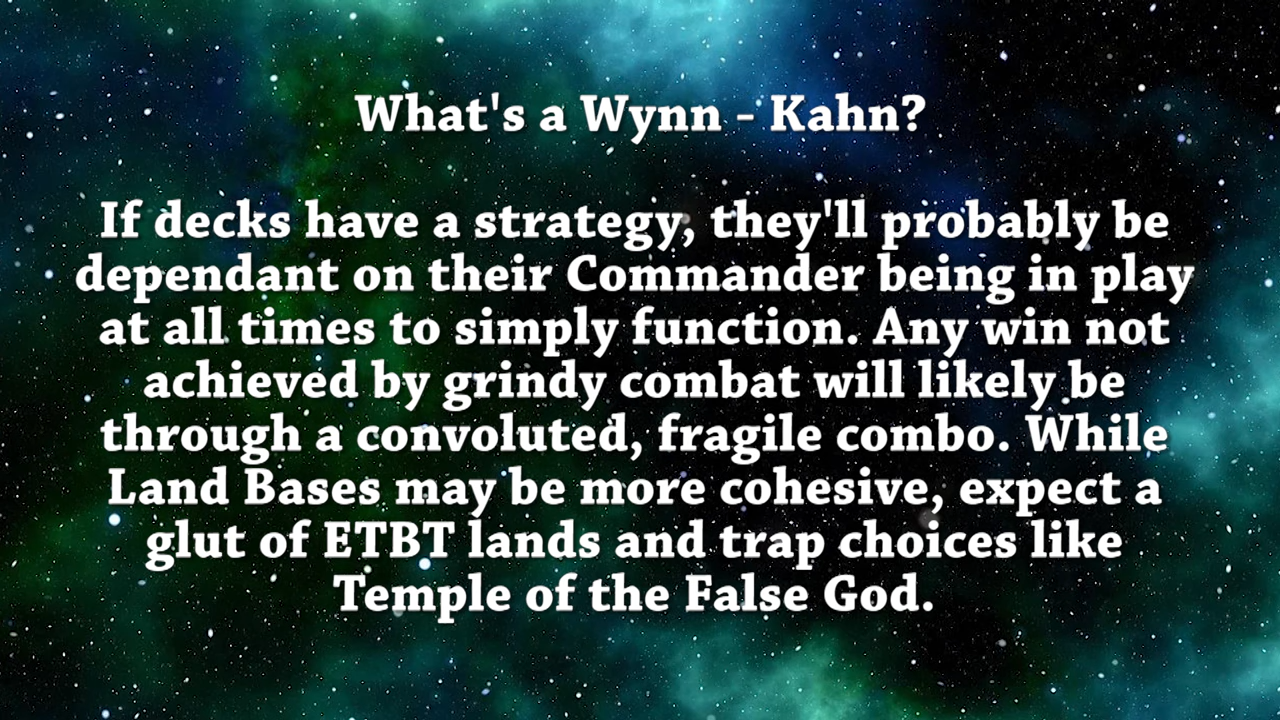 What's a Wynn - Kahn?
If decks have a strategy, they'll probably be
dependant on their Commander being in play
at all times to simply function. Any win not
achieved by grindy combat will likely be
through a convoluted, fragile combo. While
Land Bases may be more cohesive, expect a
glut of ETBT lands and trap choices like
Temple of the False God.